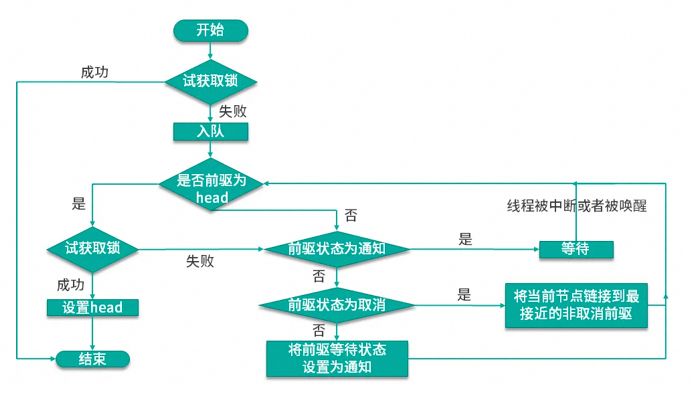 开始
成功
试获取锁
失败
入队
是否前驱为
head
是
否
线程被中断或者被唤醒
试获取锁
失败
前驱状态为通知
是
等待
成功
否
设置head
前驱状态为取消
是
将当前节点链接到最
接近的非取消前驱
否
结束
将前驱等待状态
设置为通知